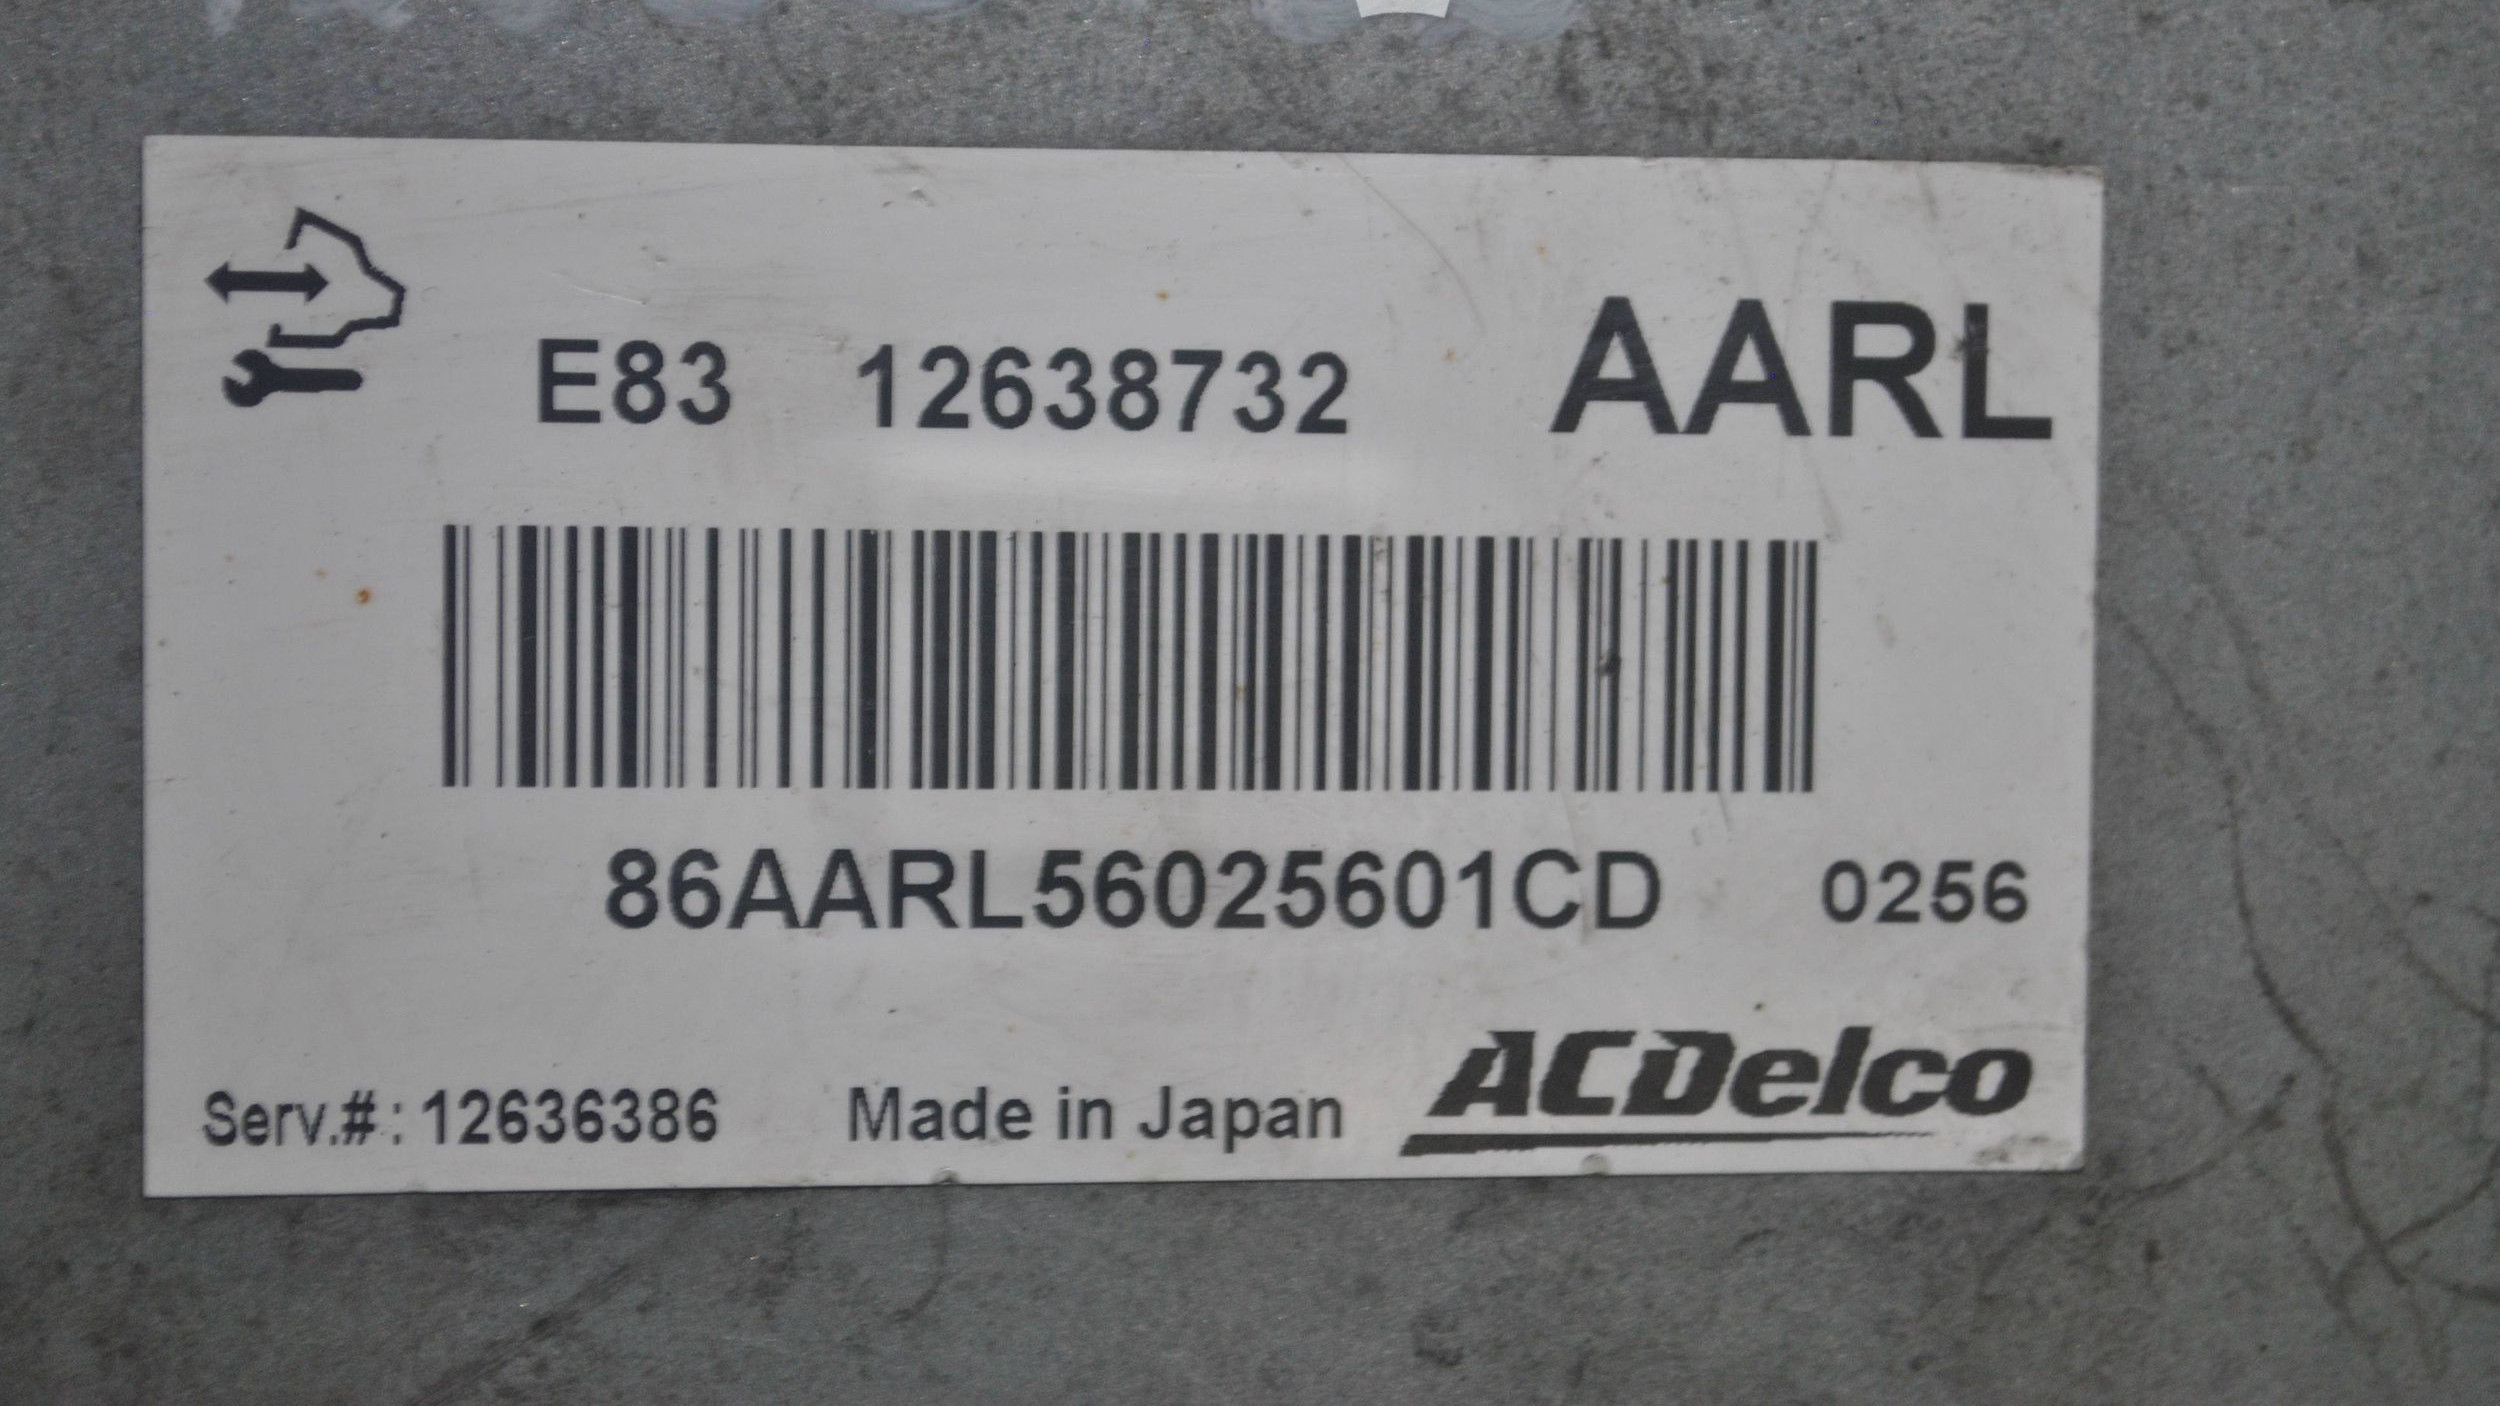 E83 12638732 AARL
86AARL56025601CD 0256
Serv.#: 12636386 Made in Japan ACDelco